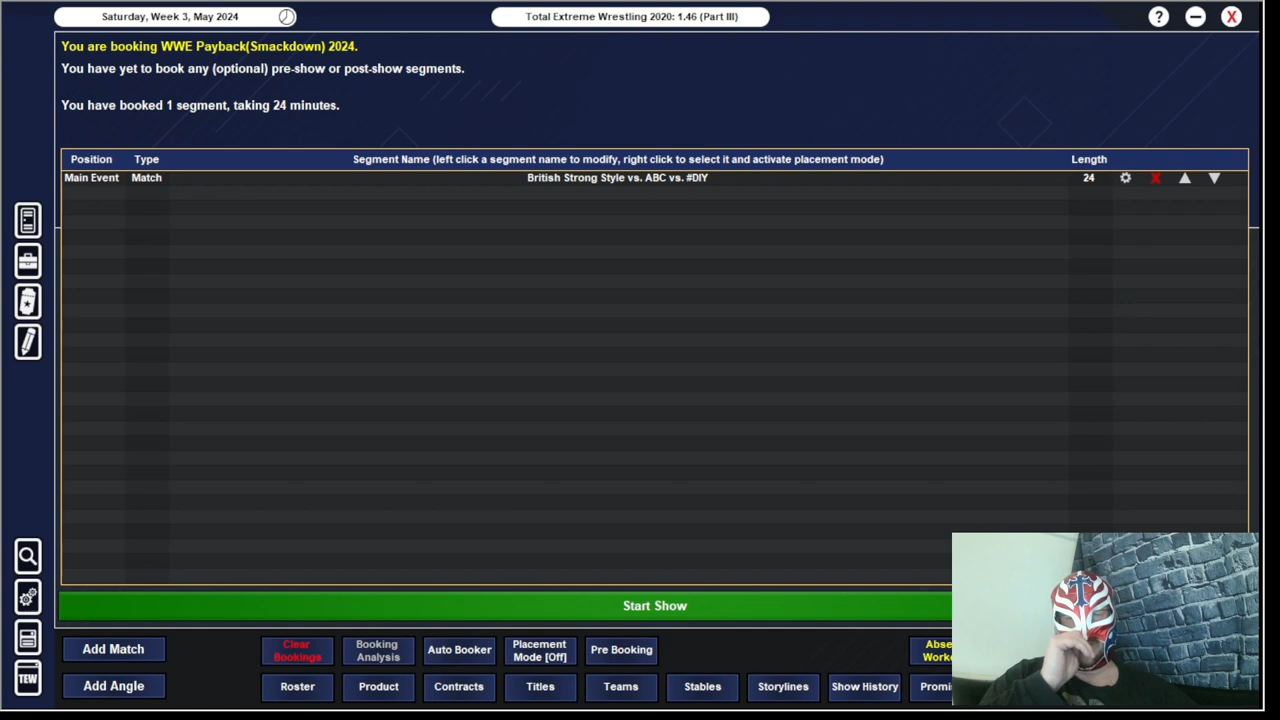 Saturday, Week 3, May 2024
Total Extreme Wrestling 2020: 1.46 (Part III)
?
X
You are booking WWE Payback(Smackdown) 2024.
You have yet to book any (optional) pre-show or post-show segments.
You have booked 1 segment, taking 24 minutes.
Position Type Segment Name (left click a segment name to modify, right click to select it and activate placement mode) Length
Main Event Match British Strong Style vs. ABC vs. #DIY 24 X
Start Show
Add Match
Clear
Bookings
Booking
Analysis
Auto Booker
Placement
Mode [Off]
Pre Booking
Abse
Work
Add Angle
Roster
Product
Contracts
Titles
Teams
Stables
Storylines
Show History
Promi
TEW